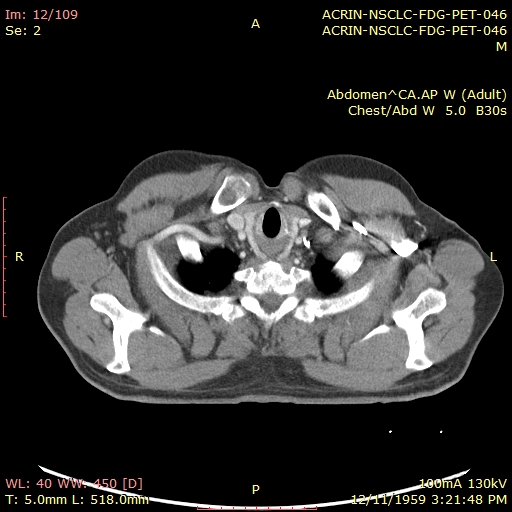 Im: 12/109
Se: 2
A
ACRIN-NSCLC-FDG-PET-046
ACRIN-NSCLC-FDG-PET-046
M
Abdomen^CA.AP W (Adult)
Chest/Abd W 5.0 B30s
R
L
WL: 40 WW: 450 [D]
T: 5.0mm L: 518.0mm
P
100mA 130kV
12/11/1959 3:21:48 PM